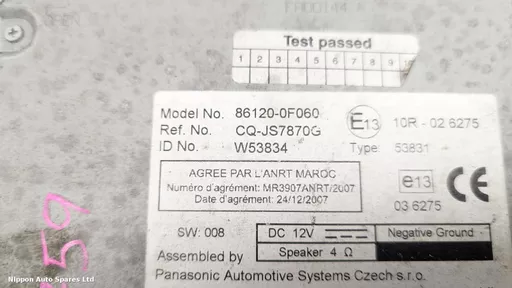 Test passed
1 2 3 4 5 6 7 8 9 10
Model No. 86120-0F060
Ref. No. CQ-JS7870G
ID No. W53834
E13 10R - 02 6275
Type: 53831
AGREE PAR L'ANRT MAROC
Numéro d'agrément: MR3907ANRT/2007
Date d'agrément: 24/12/2007
e13 CE
03 6275
SW: 008
DC 12V Negative Ground
Speaker 4 Ω
Assembled by
Panasonic Automotive Systems Czech s.r.o.
59
Nippon Auto Spares Ltd